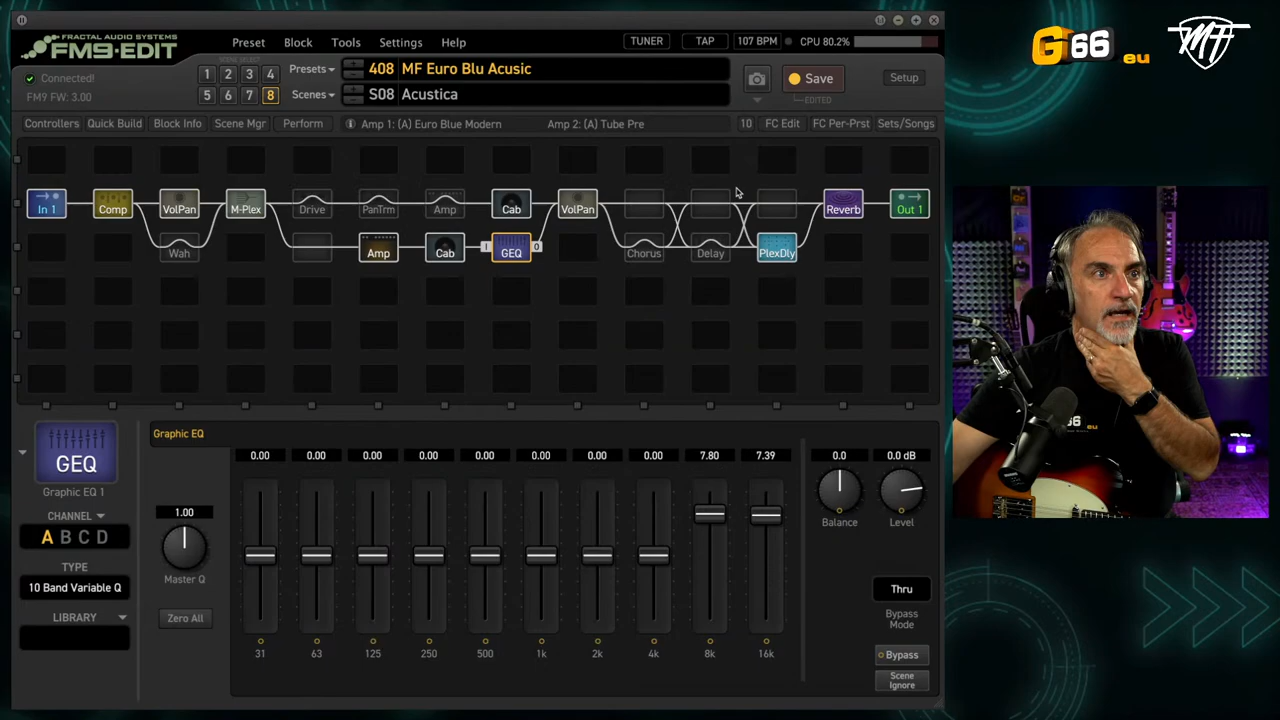 FRACTAL AUDIO SYSTEMS
FM9-EDIT
Preset Block Tools Settings Help
TUNER TAP 107 BPM CPU 80.2%
Connected!
FM9 FW: 3.00
SCENE SELECT
1 2 3 4
5 6 7 8
Presets 408 MF Euro Blu Acusic
Scenes S08 Acustica
Save
EDITED
Setup
Controllers Quick Build Block Info Scene Mgr Perform Amp 1: (A) Euro Blue Modern Amp 2: (A) Tube Pre 10 FC Edit FC Per-Prst Sets/Songs
In 1 Comp VolPan M-Plex Drive PanTrm Amp Cab VolPan Reverb Out 1
Wah Amp Cab I GEQ O Chorus Delay PlexDly
GEQ
Graphic EQ 1
CHANNEL
A B C D
TYPE
10 Band Variable Q
LIBRARY
Graphic EQ
1.00
Master Q
Zero All
0.00 0.00 0.00 0.00 0.00 0.00 0.00 0.00 7.80 7.39
31 63 125 250 500 1k 2k 4k 8k 16k
0.0 0.0 dB
Balance Level
Thru
Bypass Mode
Bypass
Scene Ignore
G 66 eu
MF
66
eu